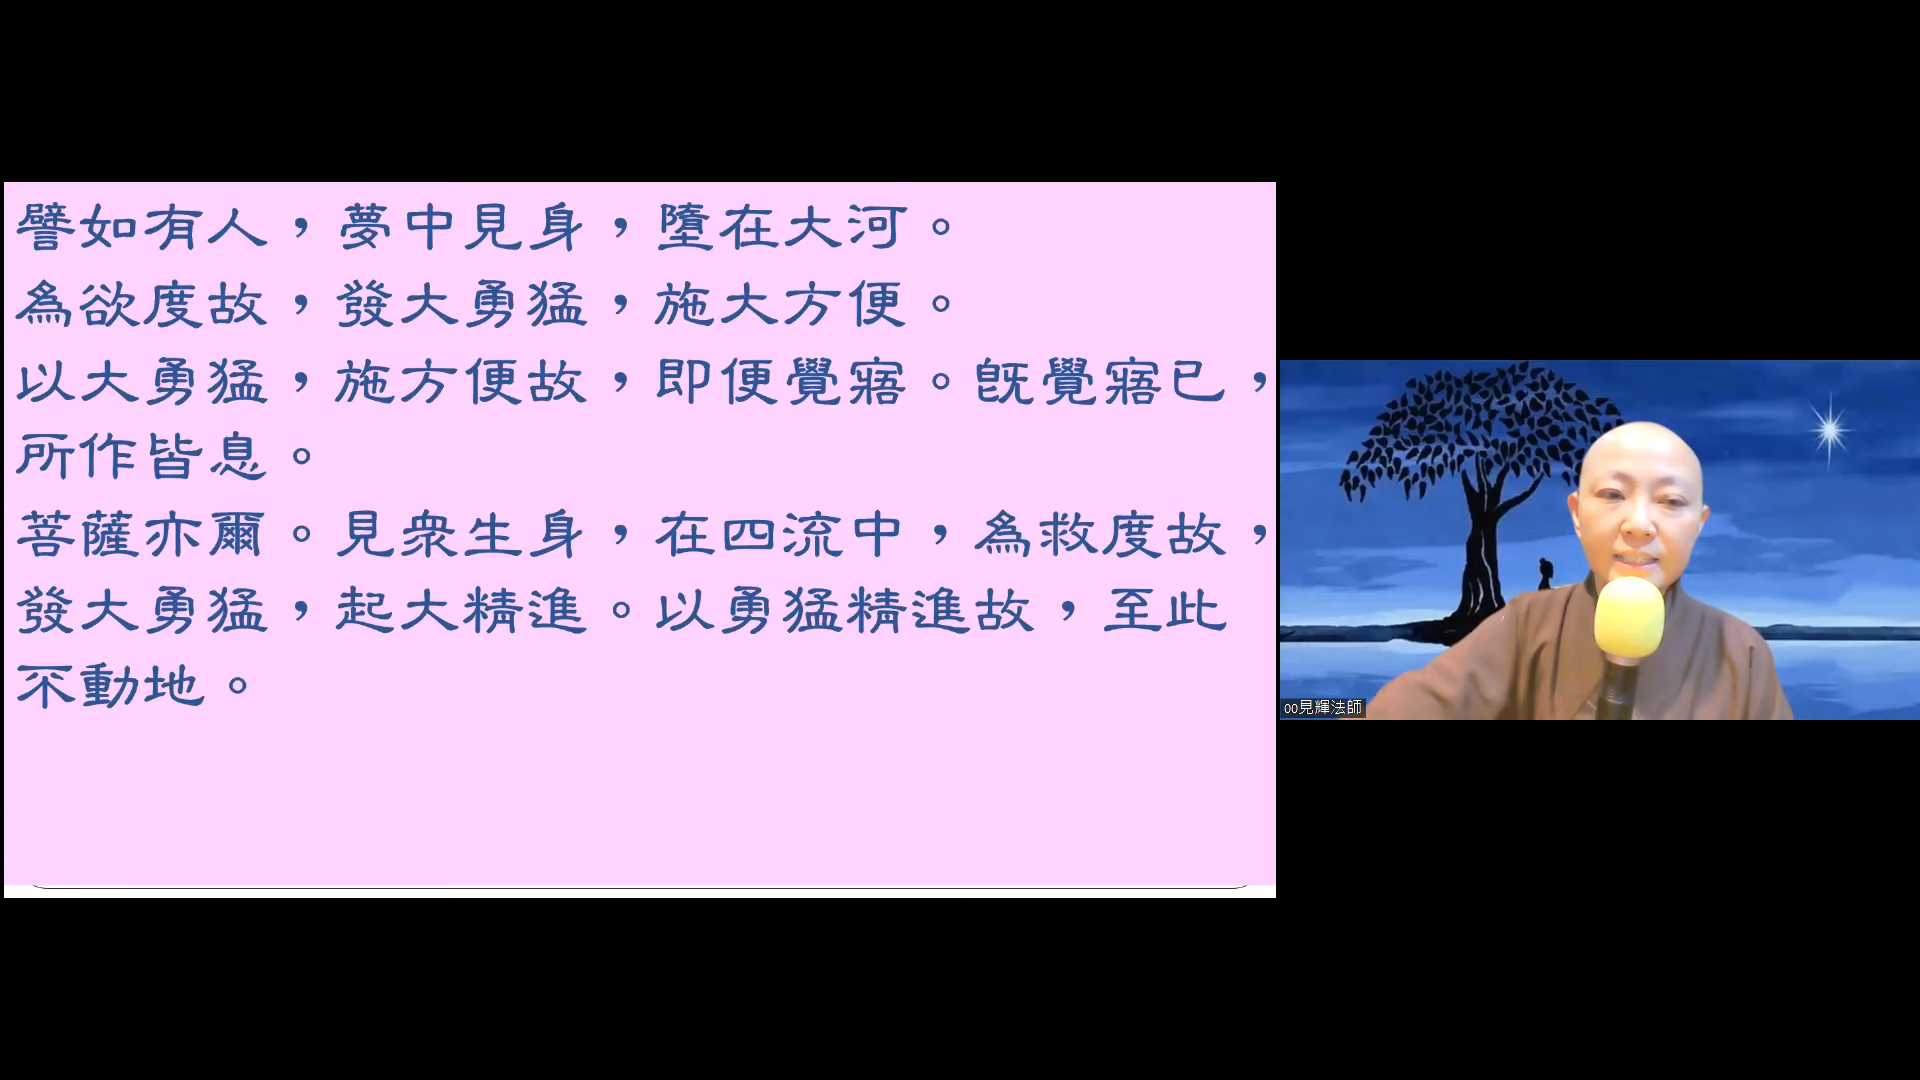 譬如有人，夢中見身，墮在大河。
為欲度故，發大勇猛，施大方便。
以大勇猛，施方便故，即便覺寤。既覺寤已，
所作皆息。
菩薩亦爾。見眾生身，在四流中，為救度故，
發大勇猛，起大精進。以勇猛精進故，至此
不動地。
oo見輝法師